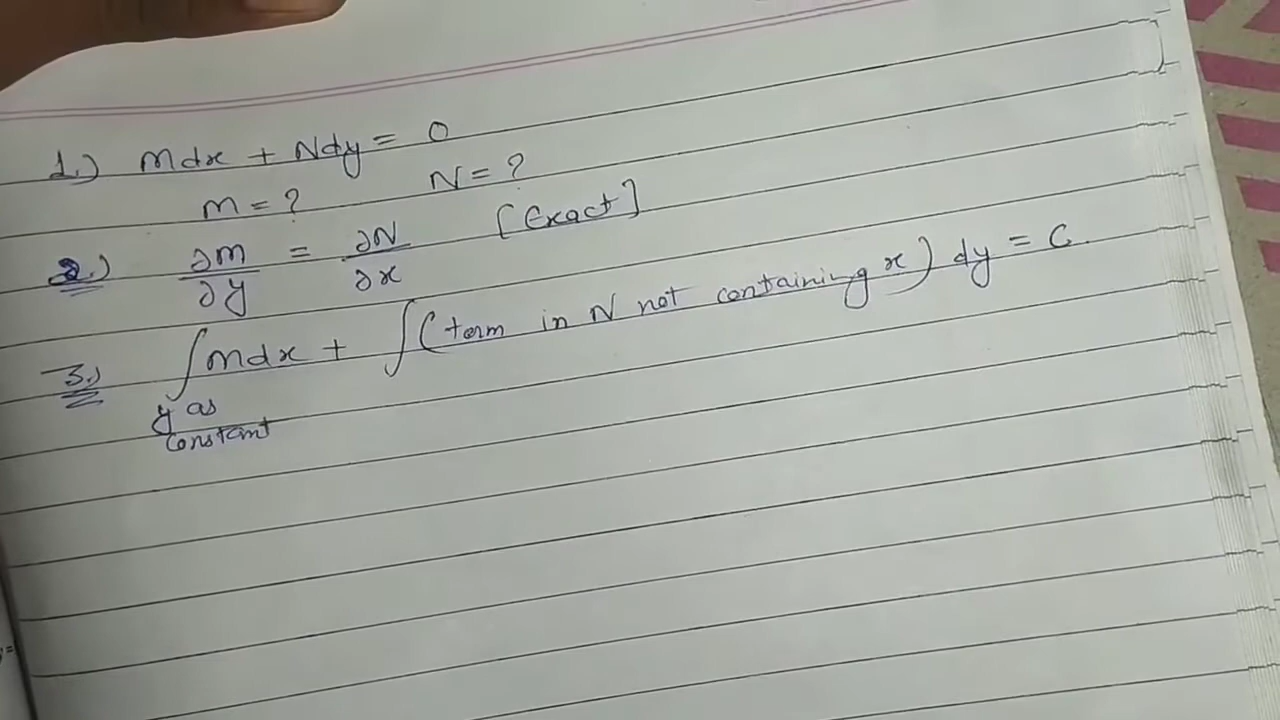 1.) Mdx + Ndy = 0
M = ? N = ?
2.) ∂M/∂y = ∂N/∂x [Exact]
3.) ∫Mdx + ∫(term in N not containing x) dy = C.
y as
constant